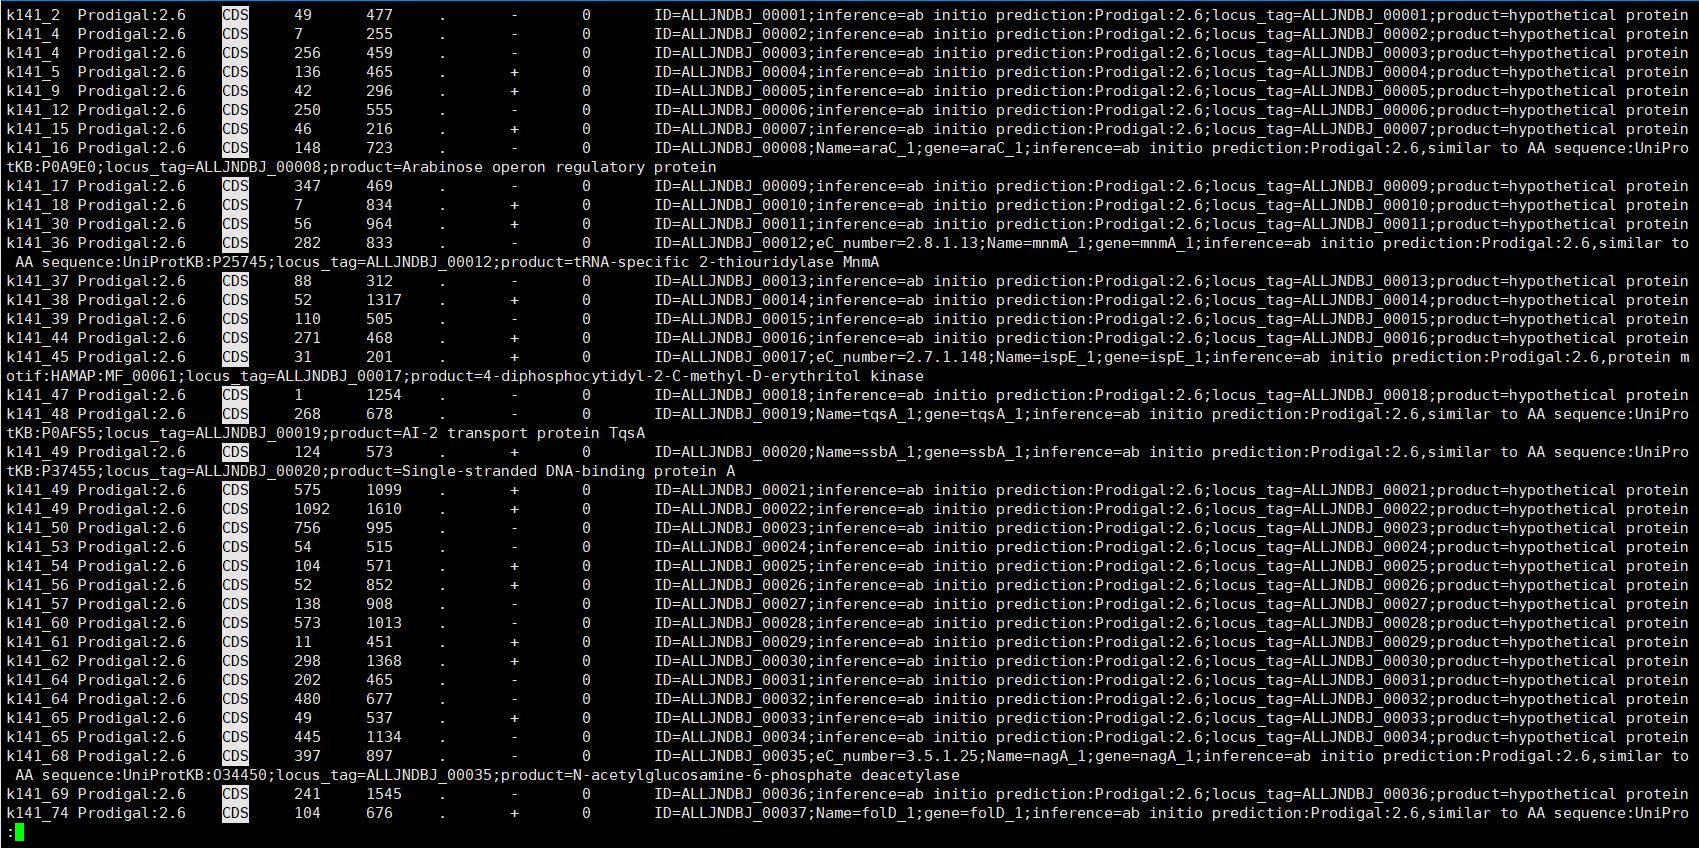 k141_2 Prodigal:2.6 CDS 49 477 . - 0 ID=ALLJNDBJ_00001;inference=ab initio prediction:Prodigal:2.6;locus_tag=ALLJNDBJ_00001;product=hypothetical protein
k141_4 Prodigal:2.6 CDS 7 255 . - 0 ID=ALLJNDBJ_00002;inference=ab initio prediction:Prodigal:2.6;locus_tag=ALLJNDBJ_00002;product=hypothetical protein
k141_4 Prodigal:2.6 CDS 256 459 . - 0 ID=ALLJNDBJ_00003;inference=ab initio prediction:Prodigal:2.6;locus_tag=ALLJNDBJ_00003;product=hypothetical protein
k141_5 Prodigal:2.6 CDS 136 465 . + 0 ID=ALLJNDBJ_00004;inference=ab initio prediction:Prodigal:2.6;locus_tag=ALLJNDBJ_00004;product=hypothetical protein
k141_9 Prodigal:2.6 CDS 42 296 . + 0 ID=ALLJNDBJ_00005;inference=ab initio prediction:Prodigal:2.6;locus_tag=ALLJNDBJ_00005;product=hypothetical protein
k141_12 Prodigal:2.6 CDS 250 555 . - 0 ID=ALLJNDBJ_00006;inference=ab initio prediction:Prodigal:2.6;locus_tag=ALLJNDBJ_00006;product=hypothetical protein
k141_15 Prodigal:2.6 CDS 46 216 . + 0 ID=ALLJNDBJ_00007;inference=ab initio prediction:Prodigal:2.6;locus_tag=ALLJNDBJ_00007;product=hypothetical protein
k141_16 Prodigal:2.6 CDS 148 723 . - 0 ID=ALLJNDBJ_00008;Name=araC_1;gene=araC_1;inference=ab initio prediction:Prodigal:2.6,similar to AA sequence:UniPro
tKB:P0A9E0;locus_tag=ALLJNDBJ_00008;product=Arabinose operon regulatory protein
k141_17 Prodigal:2.6 CDS 347 469 . - 0 ID=ALLJNDBJ_00009;inference=ab initio prediction:Prodigal:2.6;locus_tag=ALLJNDBJ_00009;product=hypothetical protein
k141_18 Prodigal:2.6 CDS 7 834 . + 0 ID=ALLJNDBJ_00010;inference=ab initio prediction:Prodigal:2.6;locus_tag=ALLJNDBJ_00010;product=hypothetical protein
k141_30 Prodigal:2.6 CDS 56 964 . + 0 ID=ALLJNDBJ_00011;inference=ab initio prediction:Prodigal:2.6;locus_tag=ALLJNDBJ_00011;product=hypothetical protein
k141_36 Prodigal:2.6 CDS 282 833 . - 0 ID=ALLJNDBJ_00012;eC_number=2.8.1.13;Name=mnmA_1;gene=mnmA_1;inference=ab initio prediction:Prodigal:2.6,similar to
AA sequence:UniProtKB:P25745;locus_tag=ALLJNDBJ_00012;product=tRNA-specific 2-thiouridylase MnmA
k141_37 Prodigal:2.6 CDS 88 312 . - 0 ID=ALLJNDBJ_00013;inference=ab initio prediction:Prodigal:2.6;locus_tag=ALLJNDBJ_00013;product=hypothetical protein
k141_38 Prodigal:2.6 CDS 52 1317 . + 0 ID=ALLJNDBJ_00014;inference=ab initio prediction:Prodigal:2.6;locus_tag=ALLJNDBJ_00014;product=hypothetical protein
k141_39 Prodigal:2.6 CDS 110 505 . - 0 ID=ALLJNDBJ_00015;inference=ab initio prediction:Prodigal:2.6;locus_tag=ALLJNDBJ_00015;product=hypothetical protein
k141_44 Prodigal:2.6 CDS 271 468 . + 0 ID=ALLJNDBJ_00016;inference=ab initio prediction:Prodigal:2.6;locus_tag=ALLJNDBJ_00016;product=hypothetical protein
k141_45 Prodigal:2.6 CDS 31 201 . + 0 ID=ALLJNDBJ_00017;eC_number=2.7.1.148;Name=ispE_1;gene=ispE_1;inference=ab initio prediction:Prodigal:2.6,protein m
otif:HAMAP:MF_00061;locus_tag=ALLJNDBJ_00017;product=4-diphosphocytidyl-2-C-methyl-D-erythritol kinase
k141_47 Prodigal:2.6 CDS 1 1254 . - 0 ID=ALLJNDBJ_00018;inference=ab initio prediction:Prodigal:2.6;locus_tag=ALLJNDBJ_00018;product=hypothetical protein
k141_48 Prodigal:2.6 CDS 268 678 . - 0 ID=ALLJNDBJ_00019;Name=tqsA_1;gene=tqsA_1;inference=ab initio prediction:Prodigal:2.6,similar to AA sequence:UniPro
tKB:P0AFS5;locus_tag=ALLJNDBJ_00019;product=AI-2 transport protein TqsA
k141_49 Prodigal:2.6 CDS 124 573 . + 0 ID=ALLJNDBJ_00020;Name=ssbA_1;gene=ssbA_1;inference=ab initio prediction:Prodigal:2.6,similar to AA sequence:UniPro
tKB:P37455;locus_tag=ALLJNDBJ_00020;product=Single-stranded DNA-binding protein A
k141_49 Prodigal:2.6 CDS 575 1099 . + 0 ID=ALLJNDBJ_00021;inference=ab initio prediction:Prodigal:2.6;locus_tag=ALLJNDBJ_00021;product=hypothetical protein
k141_49 Prodigal:2.6 CDS 1092 1610 . + 0 ID=ALLJNDBJ_00022;inference=ab initio prediction:Prodigal:2.6;locus_tag=ALLJNDBJ_00022;product=hypothetical protein
k141_50 Prodigal:2.6 CDS 756 995 . - 0 ID=ALLJNDBJ_00023;inference=ab initio prediction:Prodigal:2.6;locus_tag=ALLJNDBJ_00023;product=hypothetical protein
k141_53 Prodigal:2.6 CDS 54 515 . - 0 ID=ALLJNDBJ_00024;inference=ab initio prediction:Prodigal:2.6;locus_tag=ALLJNDBJ_00024;product=hypothetical protein
k141_54 Prodigal:2.6 CDS 104 571 . + 0 ID=ALLJNDBJ_00025;inference=ab initio prediction:Prodigal:2.6;locus_tag=ALLJNDBJ_00025;product=hypothetical protein
k141_56 Prodigal:2.6 CDS 52 852 . + 0 ID=ALLJNDBJ_00026;inference=ab initio prediction:Prodigal:2.6;locus_tag=ALLJNDBJ_00026;product=hypothetical protein
k141_57 Prodigal:2.6 CDS 138 908 . - 0 ID=ALLJNDBJ_00027;inference=ab initio prediction:Prodigal:2.6;locus_tag=ALLJNDBJ_00027;product=hypothetical protein
k141_60 Prodigal:2.6 CDS 573 1013 . - 0 ID=ALLJNDBJ_00028;inference=ab initio prediction:Prodigal:2.6;locus_tag=ALLJNDBJ_00028;product=hypothetical protein
k141_61 Prodigal:2.6 CDS 11 451 . + 0 ID=ALLJNDBJ_00029;inference=ab initio prediction:Prodigal:2.6;locus_tag=ALLJNDBJ_00029;product=hypothetical protein
k141_62 Prodigal:2.6 CDS 298 1368 . + 0 ID=ALLJNDBJ_00030;inference=ab initio prediction:Prodigal:2.6;locus_tag=ALLJNDBJ_00030;product=hypothetical protein
k141_64 Prodigal:2.6 CDS 202 465 . - 0 ID=ALLJNDBJ_00031;inference=ab initio prediction:Prodigal:2.6;locus_tag=ALLJNDBJ_00031;product=hypothetical protein
k141_64 Prodigal:2.6 CDS 480 677 . - 0 ID=ALLJNDBJ_00032;inference=ab initio prediction:Prodigal:2.6;locus_tag=ALLJNDBJ_00032;product=hypothetical protein
k141_65 Prodigal:2.6 CDS 49 537 . + 0 ID=ALLJNDBJ_00033;inference=ab initio prediction:Prodigal:2.6;locus_tag=ALLJNDBJ_00033;product=hypothetical protein
k141_65 Prodigal:2.6 CDS 445 1134 . - 0 ID=ALLJNDBJ_00034;inference=ab initio prediction:Prodigal:2.6;locus_tag=ALLJNDBJ_00034;product=hypothetical protein
k141_68 Prodigal:2.6 CDS 397 897 . - 0 ID=ALLJNDBJ_00035;eC_number=3.5.1.25;Name=nagA_1;gene=nagA_1;inference=ab initio prediction:Prodigal:2.6,similar to
AA sequence:UniProtKB:O34450;locus_tag=ALLJNDBJ_00035;product=N-acetylglucosamine-6-phosphate deacetylase
k141_69 Prodigal:2.6 CDS 241 1545 . - 0 ID=ALLJNDBJ_00036;inference=ab initio prediction:Prodigal:2.6;locus_tag=ALLJNDBJ_00036;product=hypothetical protein
k141_74 Prodigal:2.6 CDS 104 676 . + 0 ID=ALLJNDBJ_00037;Name=folD_1;gene=folD_1;inference=ab initio prediction:Prodigal:2.6,similar to AA sequence:UniPro
: